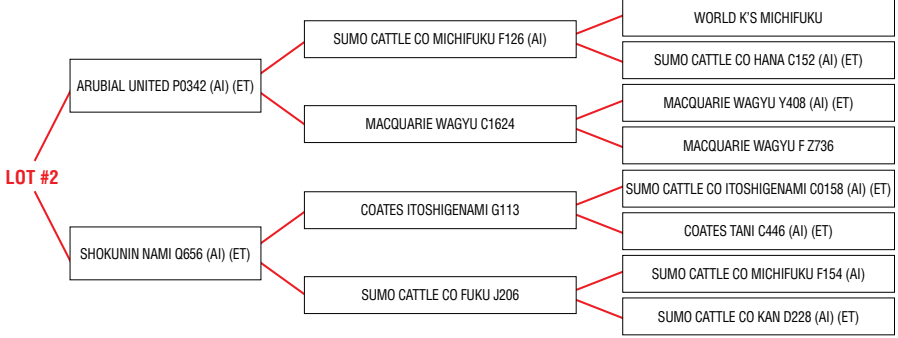 WORLD K'S MICHIFUKU
SUMO CATTLE CO MICHIFUKU F126 (AI)
SUMO CATTLE CO HANA C152 (AI) (ET)
ARUBIAL UNITED P0342 (AI) (ET)
MACQUARIE WAGYU Y408 (AI) (ET)
MACQUARIE WAGYU C1624
MACQUARIE WAGYU F Z736
LOT #2
SUMO CATTLE CO ITOSHIGENAMI C0158 (AI) (ET)
COATES ITOSHIGENAMI G113
COATES TANI C446 (AI) (ET)
SHOKUNIN NAMI Q656 (AI) (ET)
SUMO CATTLE CO MICHIFUKU F154 (AI)
SUMO CATTLE CO FUKU J206
SUMO CATTLE CO KAN D228 (AI) (ET)